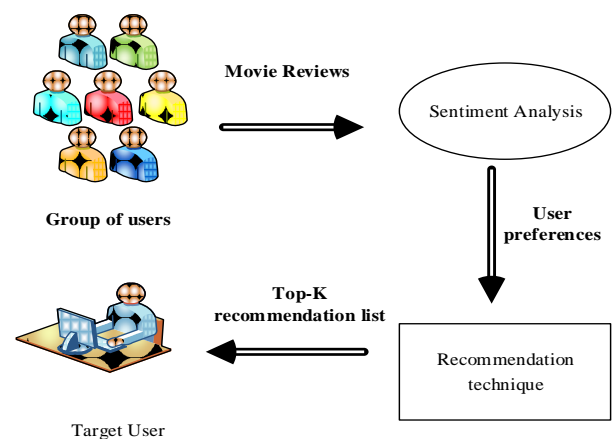 Movie Reviews
Sentiment Analysis
Group of users
User
preferences
Top-K
recommendation list
Recommendation
technique
Target User